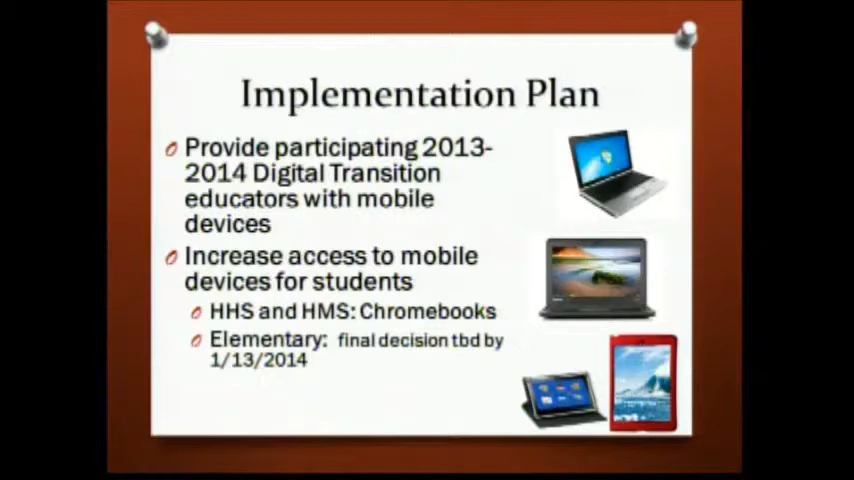 Implementation Plan
Provide participating 2013-
2014 Digital Transition
educators with mobile
devices
Increase access to mobile
devices for students
HHS and HMS: Chromebooks
Elementary: final decision tbd by
1/13/2014